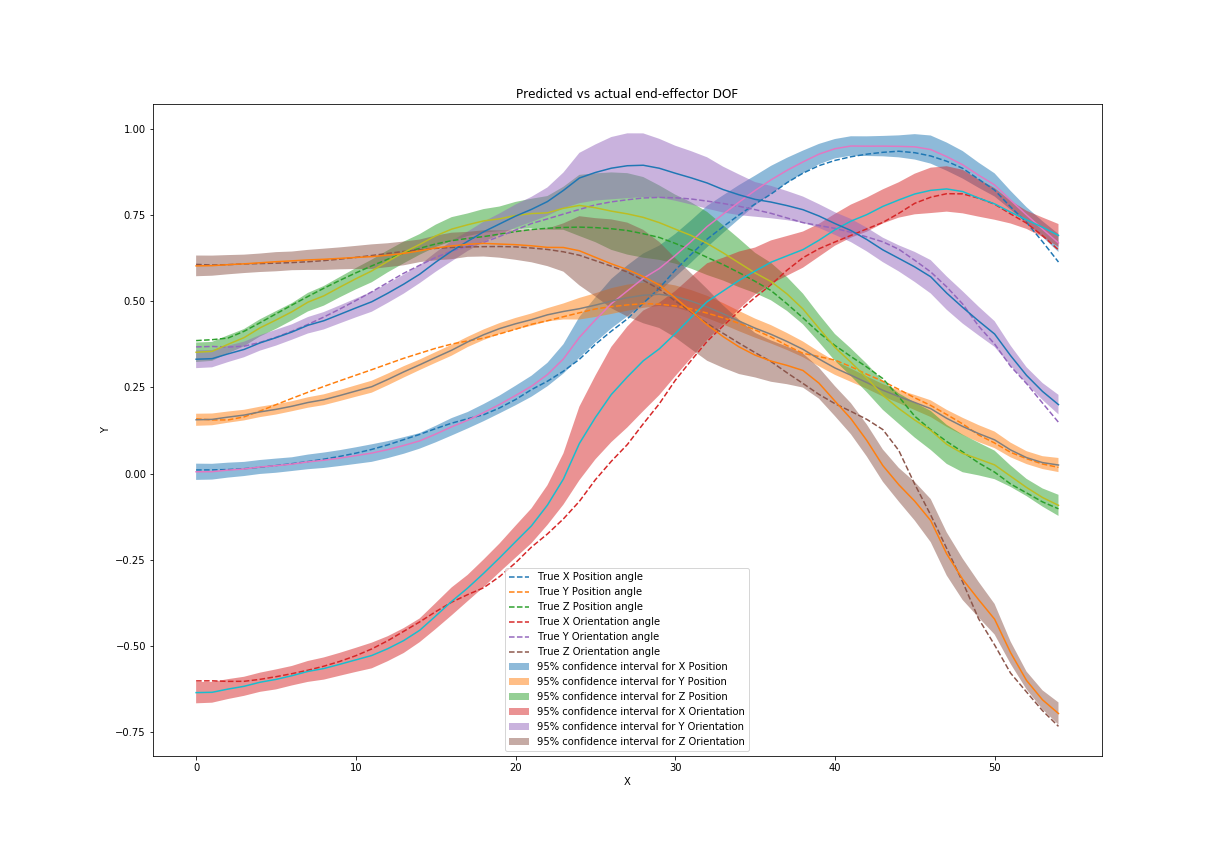 Predicted vs actual end-effector DOF
1.00
0.75
0.50
0.25
0.00
−0.25
−0.50
−0.75
Y
True X Position angle
True Y Position angle
True Z Position angle
True X Orientation angle
True Y Orientation angle
True Z Orientation angle
95% confidence interval for X Position
95% confidence interval for Y Position
95% confidence interval for Z Position
95% confidence interval for X Orientation
95% confidence interval for Y Orientation
95% confidence interval for Z Orientation
0 10 20 30 40 50
X